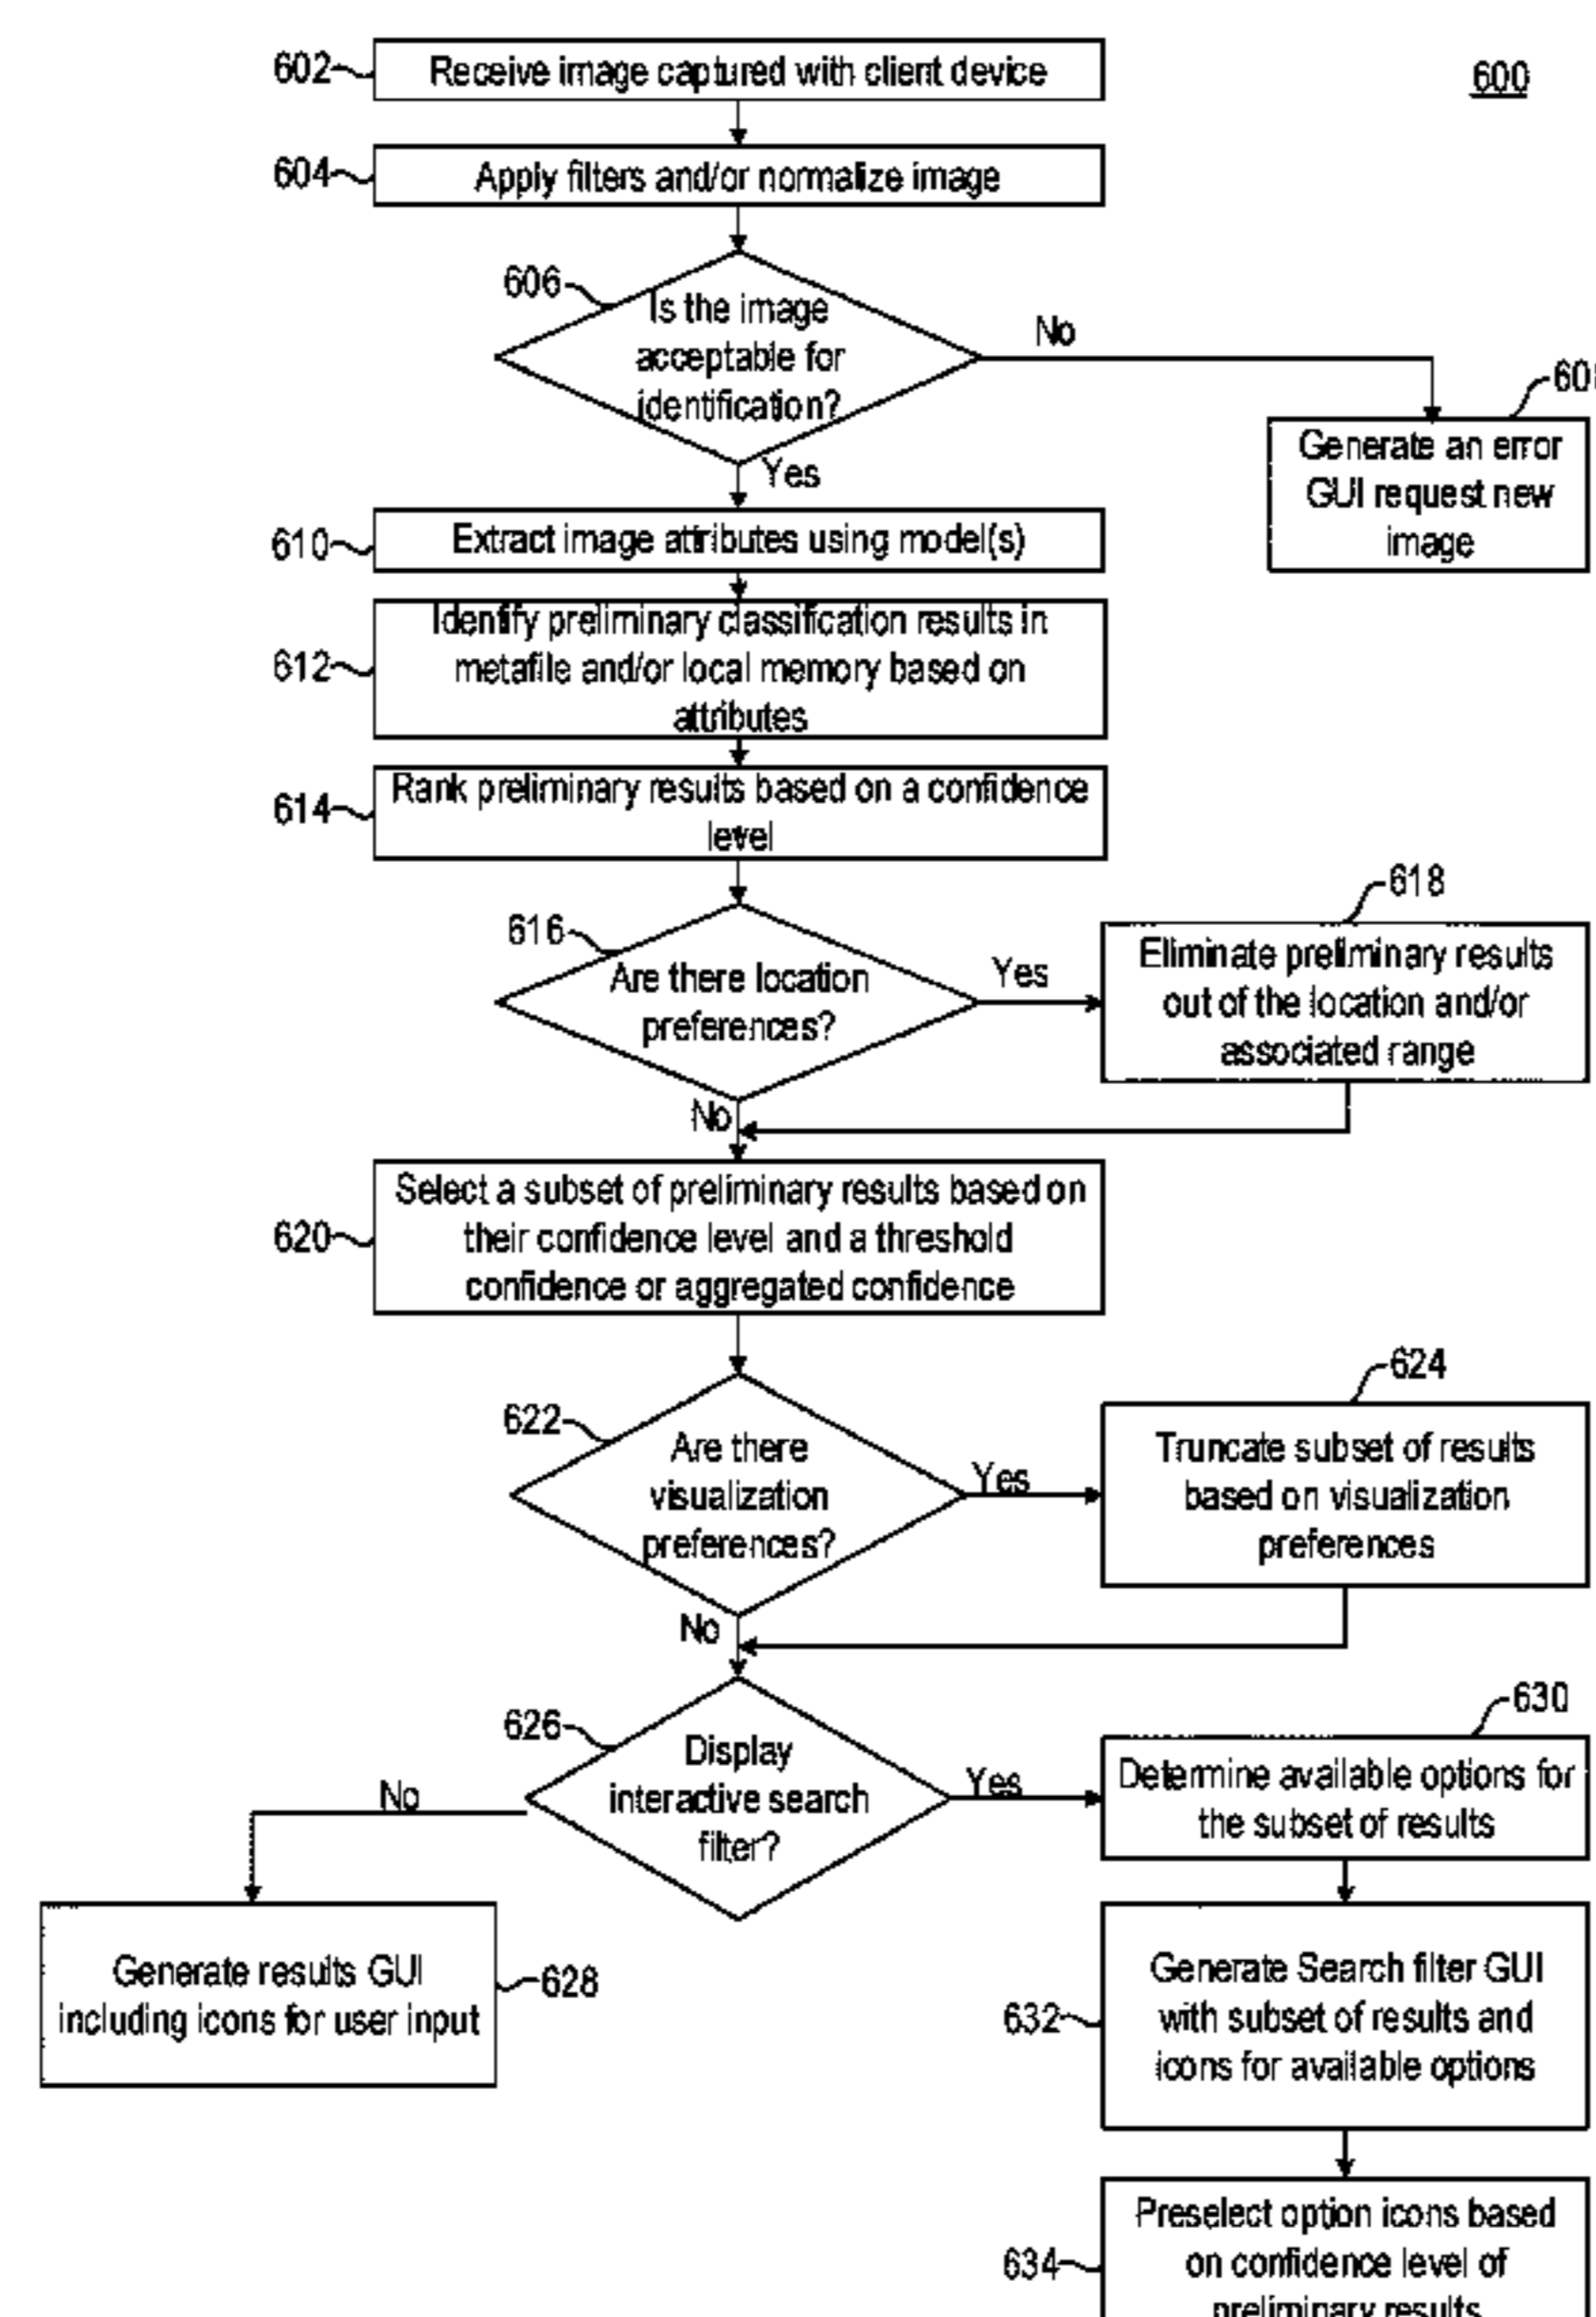 602
Receive image captured with client device
600
604
Apply filters and/or normalize image
606
Is the image
acceptable for
identification?
No
Yes
Generate an error
GUI request new
image
610
Extract image attributes using model(s)
612
Identify preliminary classification results in
metafile and/or local memory based on
attributes
614
Rank preliminary results based on a confidence
level
616
Are there location
preferences?
Yes
No
618
Eliminate preliminary results
out of the location and/or
associated range
620
Select a subset of preliminary results based on
their confidence level and a threshold
confidence or aggregated confidence
622
Are there
visualization
preferences?
Yes
No
624
Truncate subset of results
based on visualization
preferences
626
Display
interactive search
filter?
No
Yes
628
Generate results GUI
including icons for user input
630
Determine available options for
the subset of results
632
Generate Search filter GUI
with subset of results and
icons for available options
634
Preselect option icons based
on confidence level of
preliminary results